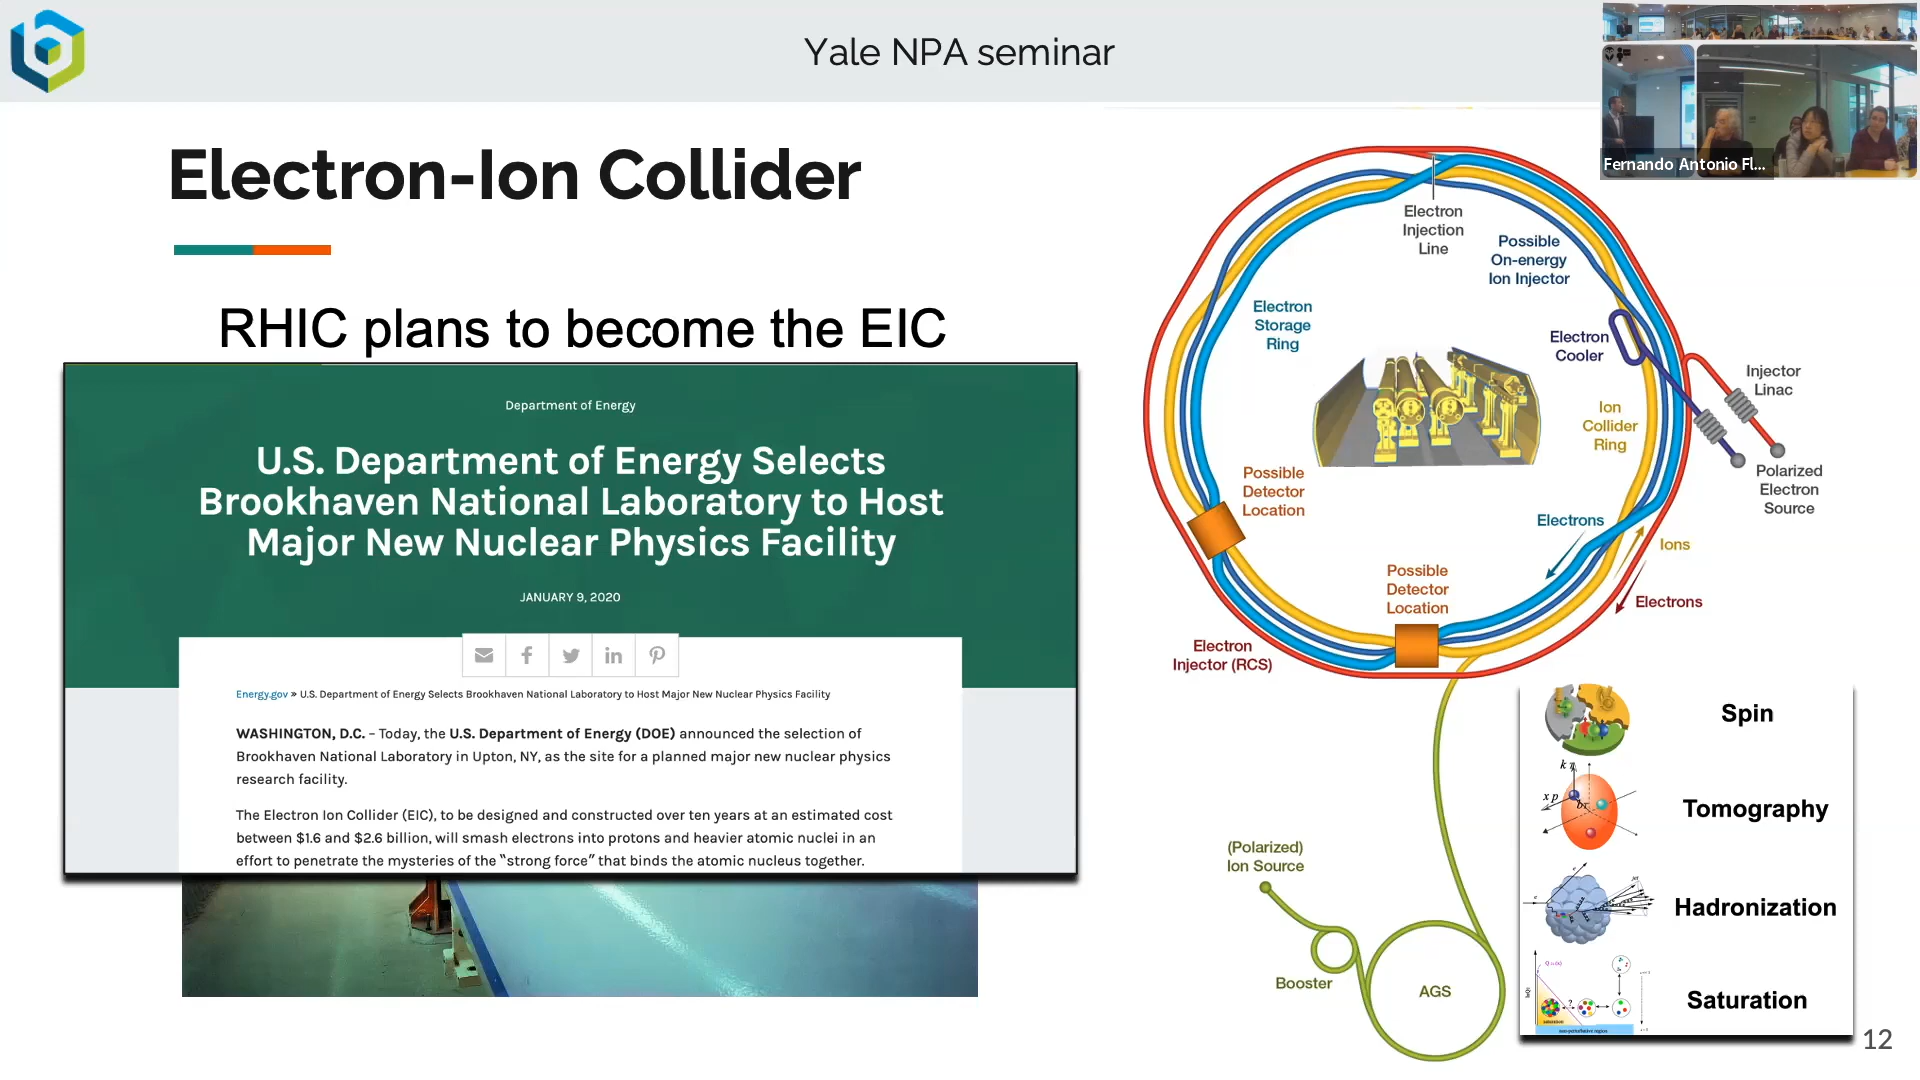 Yale NPA seminar
Fernando Antonio Fl...
Electron-Ion Collider
RHIC plans to become the EIC
Department of Energy
U.S. Department of Energy Selects
Brookhaven National Laboratory to Host
Major New Nuclear Physics Facility
JANUARY 9, 2020
Energy.gov » U.S. Department of Energy Selects Brookhaven National Laboratory to Host Major New Nuclear Physics Facility
WASHINGTON, D.C. – Today, the U.S. Department of Energy (DOE) announced the selection of
Brookhaven National Laboratory in Upton, NY, as the site for a planned major new nuclear physics
research facility.
The Electron Ion Collider (EIC), to be designed and constructed over ten years at an estimated cost
between $1.6 and $2.6 billion, will smash electrons into protons and heavier atomic nuclei in an
effort to penetrate the mysteries of the “strong force” that binds the atomic nucleus together.
Electron
Injection
Line
Possible
On-energy
Ion Injector
Electron
Storage
Ring
Electron
Cooler
Injector
Linac
Ion
Collider
Ring
Polarized
Electron
Source
Possible
Detector
Location
Electrons
Ions
Possible
Detector
Location
Electrons
Electron
Injector (RCS)
(Polarized)
Ion Source
Booster
AGS
Spin
Tomography
x p
Hadronization
Saturation
12